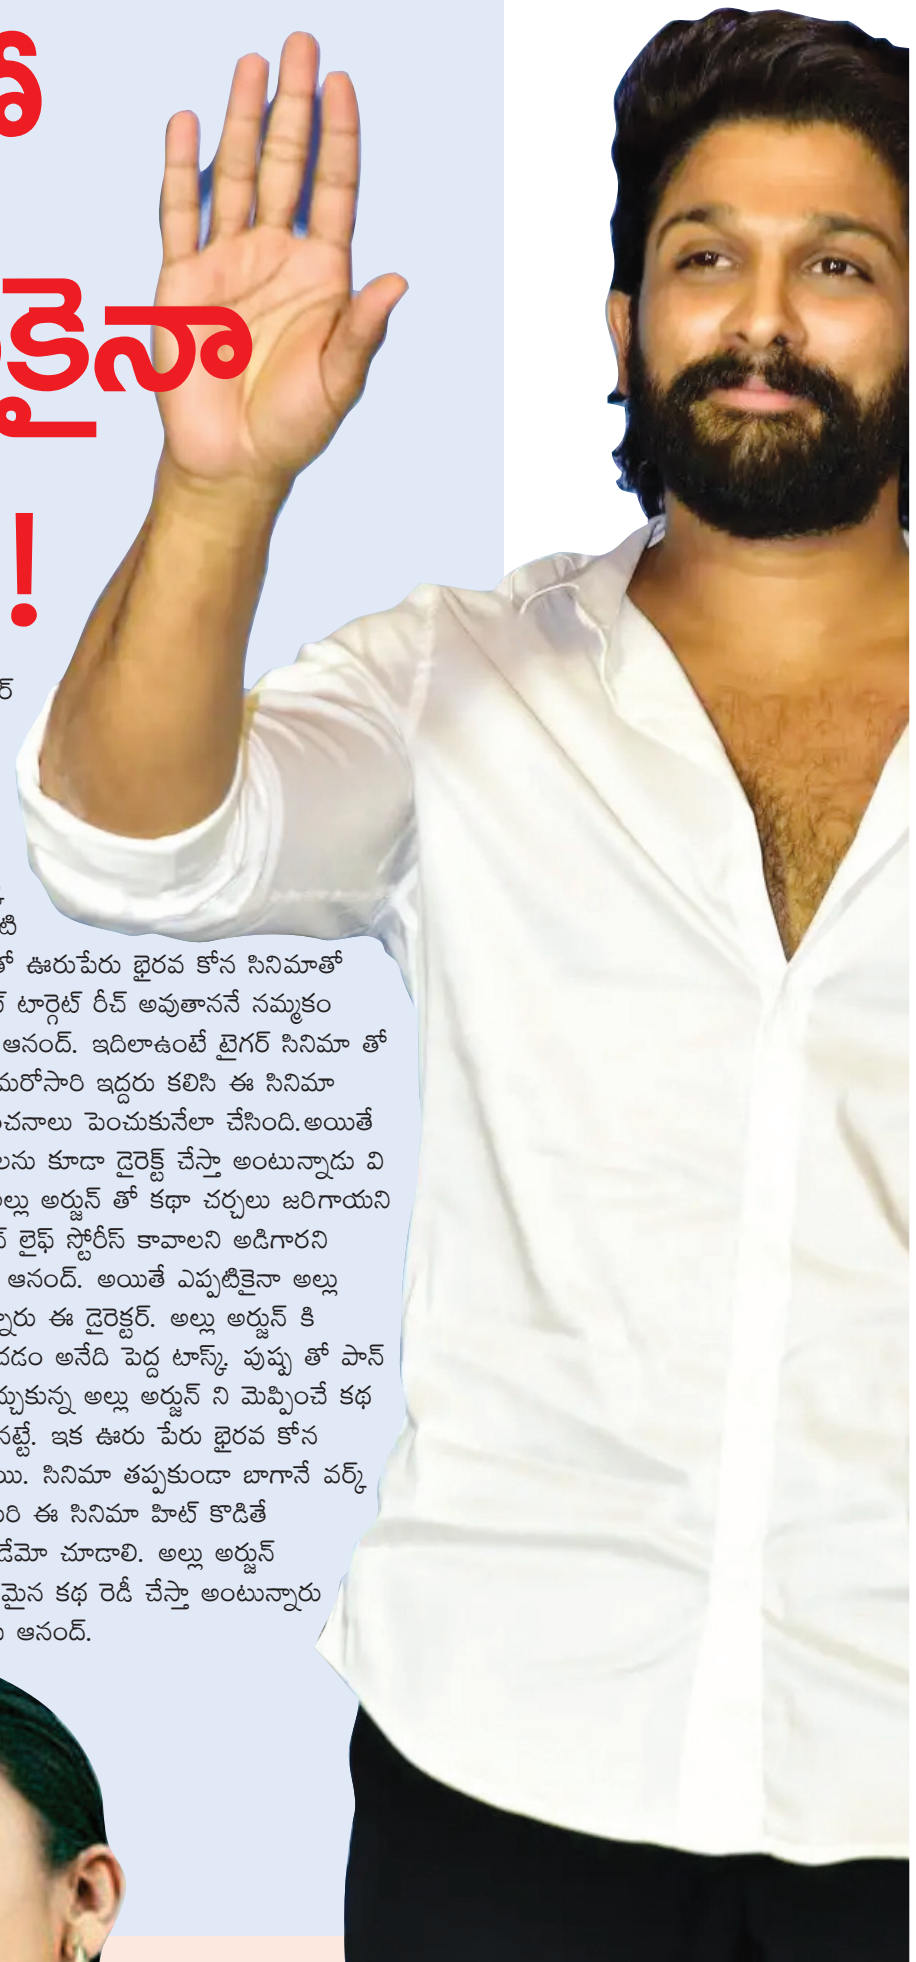 కైనా
!
ర్
టి
తో ఊరుపేరు భైరవ కోన సినిమాతో
టార్గెట్ రీచ్ అవుతాననే నమ్మకం
ఆనంద్. ఇదిలాఉంటే టైగర్ సినిమా తో
మరోసారి ఇద్దరు కలిసి ఈ సినిమా
చనాలు పెంచుకునేలా చేసింది.అయితే
లను కూడా డైరెక్ట్ చేస్తా అంటున్నాడు వి
అల్లు అర్జున్ తో కథా చర్చలు జరిగాయని
లైఫ్ స్టోరీస్ కావాలని అడిగారని
ఆనంద్. అయితే ఎప్పటికైనా అల్లు
న్నారు ఈ డైరెక్టర్. అల్లు అర్జున్ కి
చడం అనేది పెద్ద టాస్క్ పుష్ప తో పాన్
ర్చుకున్న అల్లు అర్జున్ ని మెప్పించే కథ
నట్టే. ఇక ఊరు పేరు భైరవ కోన
యి. సినిమా తప్పకుండా బాగానే వర్క్
రి ఈ సినిమా హిట్ కొడితే
డేమో చూడాలి. అల్లు అర్జున్
మైన కథ రెడీ చేస్తా అంటున్నారు
ఆనంద్.